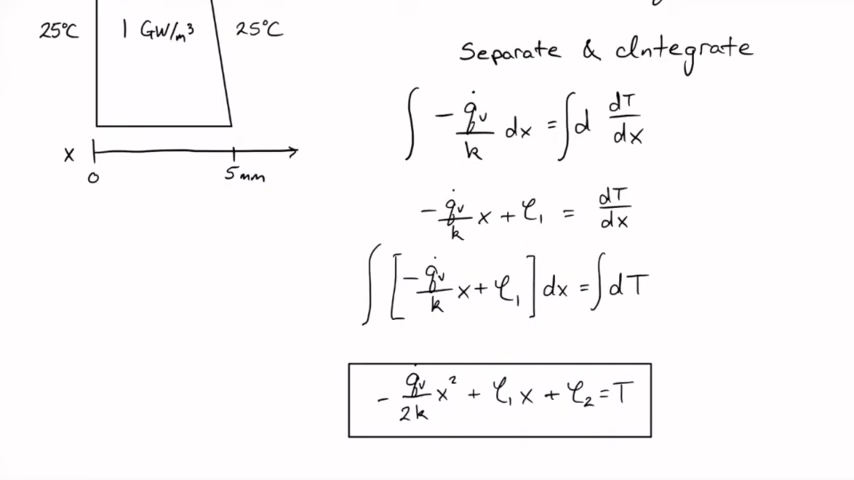 25°C 1 GW/m³ 25°C
x
0 5mm
Separate & Integrate
∫ - q̇ᵥ/k dx = ∫ d dT/dx
- q̇ᵥ/k x + C₁ = dT/dx
∫ [ - q̇ᵥ/k x + C₁ ] dx = ∫ dT
- q̇ᵥ/2k x² + C₁ x + C₂ = T